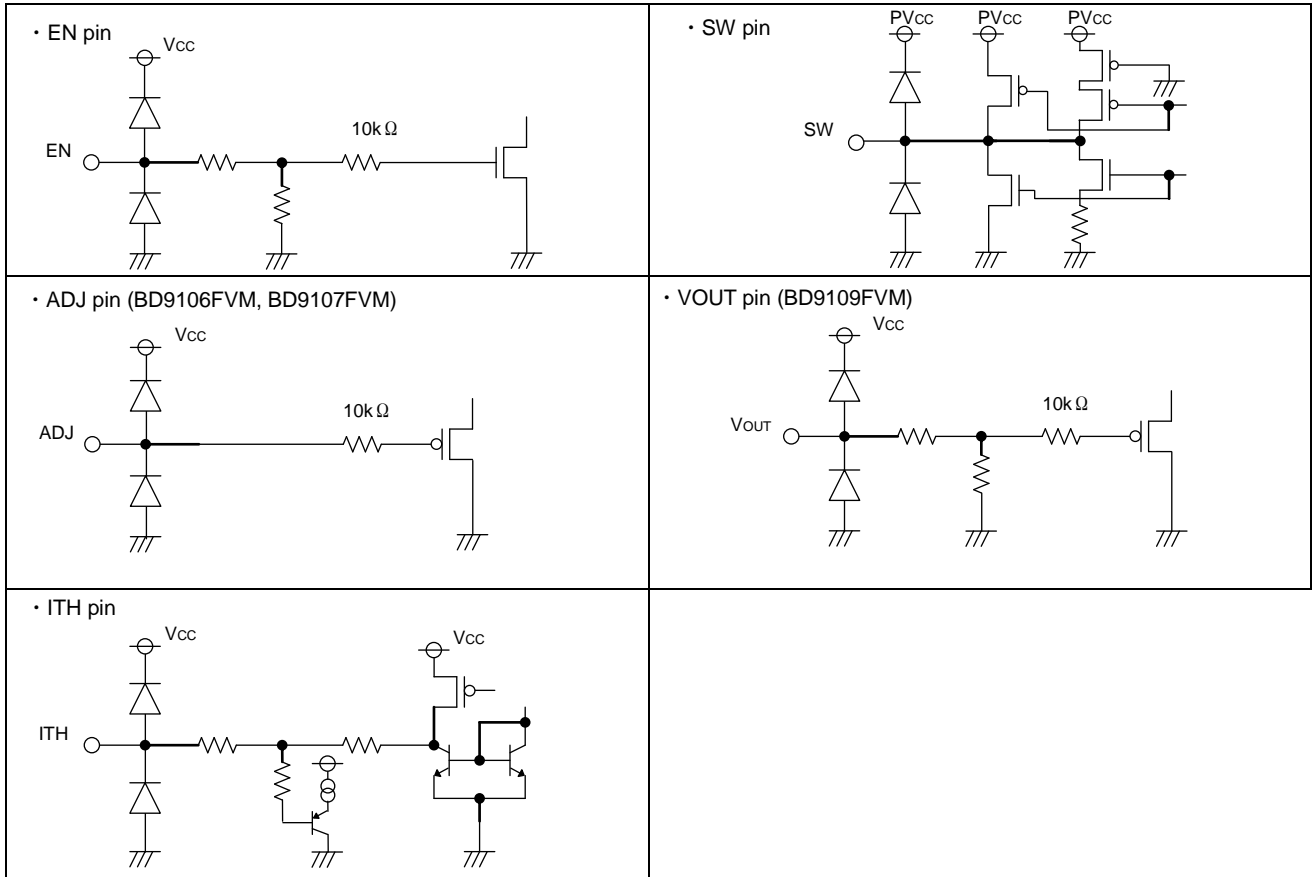 ・EN pin
Vcc
EN
10kΩ
・SW pin
PVcc PVcc PVcc
SW
・ADJ pin (BD9106FVM, BD9107FVM)
Vcc
ADJ
10kΩ
・VOUT pin (BD9109FVM)
Vcc
VOUT
10kΩ
・ITH pin
Vcc
Vcc
ITH